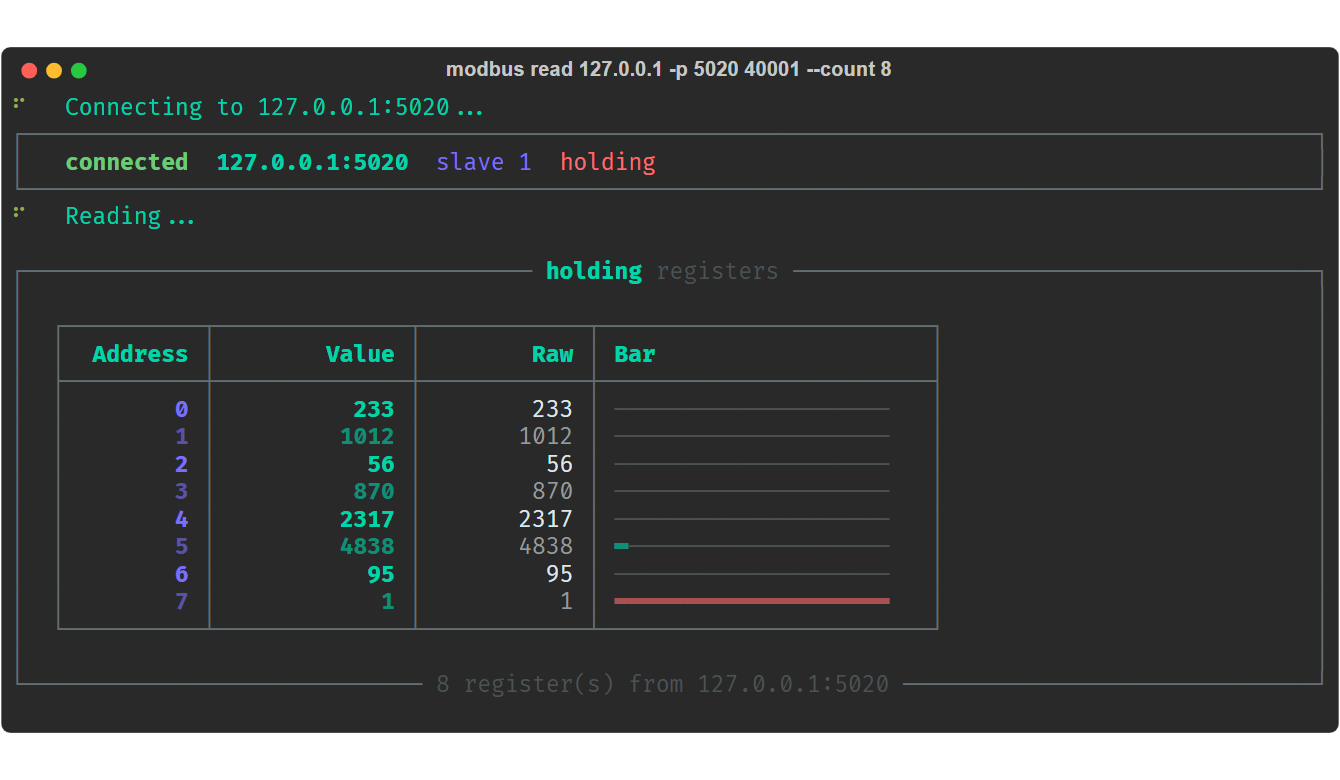 modbus read 127.0.0.1 -p 5020 40001 --count 8
Connecting to 127.0.0.1:5020...
connected 127.0.0.1:5020 slave 1 holding
Reading...
holding registers
Address Value Raw Bar
0 233 233
1 1012 1012
2 56 56
3 870 870
4 2317 2317
5 4838 4838
6 95 95
7 1 1
8 register(s) from 127.0.0.1:5020